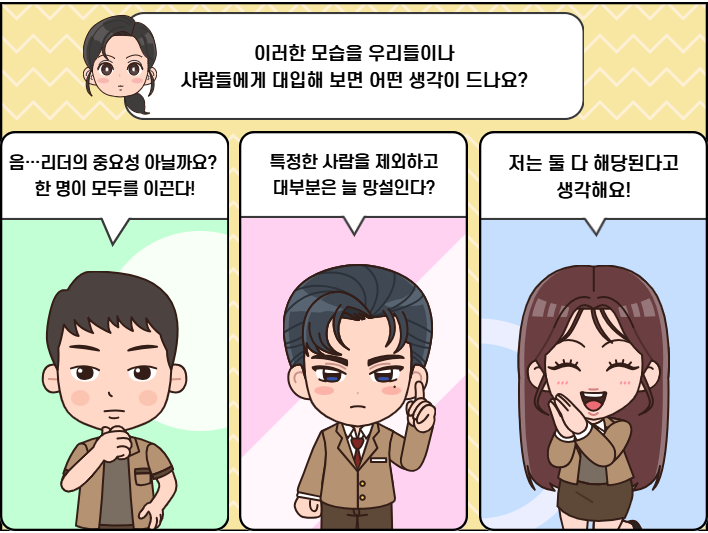 이러한 모습을 우리들이나
사람들에게 대입해 보면 어떤 생각이 드나요?
음…리더의 중요성 아닐까요?
한 명이 모두를 이끈다!
특정한 사람을 제외하고
대부분은 늘 망설인다?
저는 둘 다 해당된다고
생각해요!